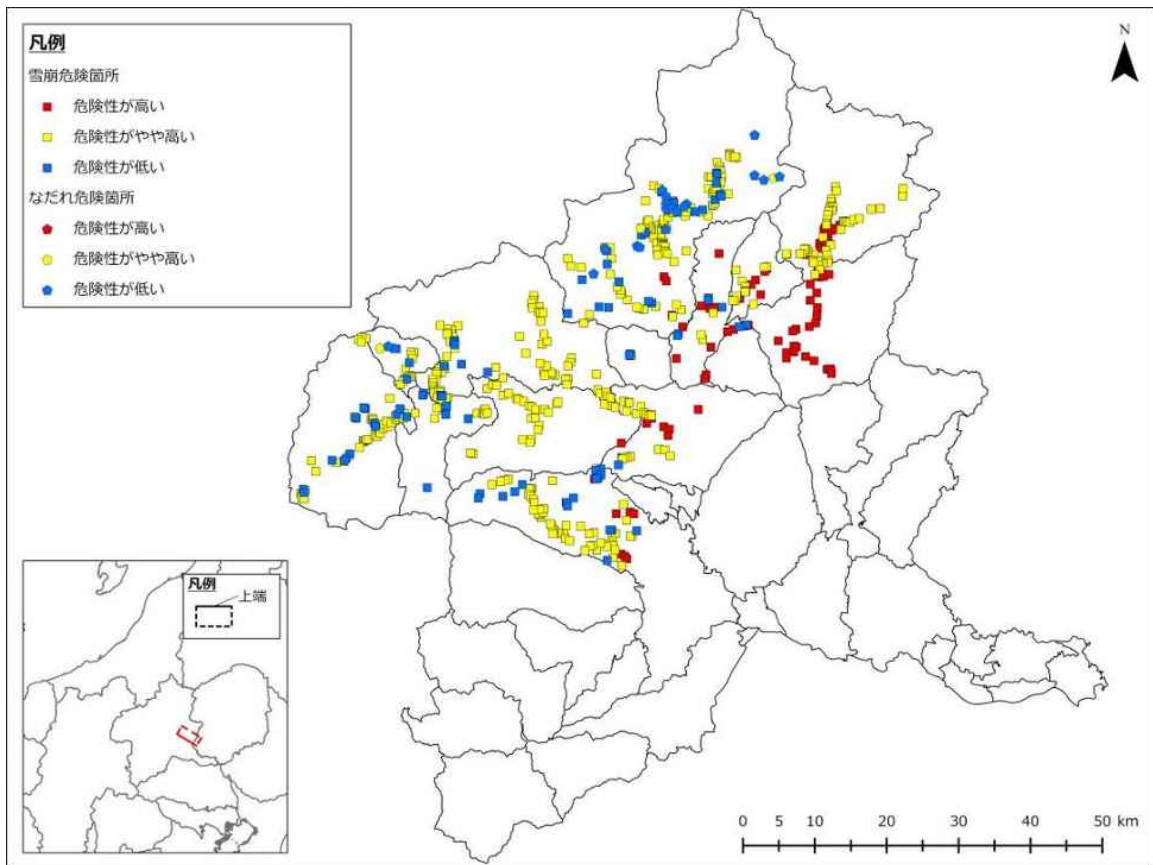 凡例
雪崩危険箇所
危険性が高い
危険性がやや高い
危険性が低い
なだれ危険箇所
危険性が高い
危険性がやや高い
危険性が低い
N
凡例
上端
0 5 10 20 30 40 50 km